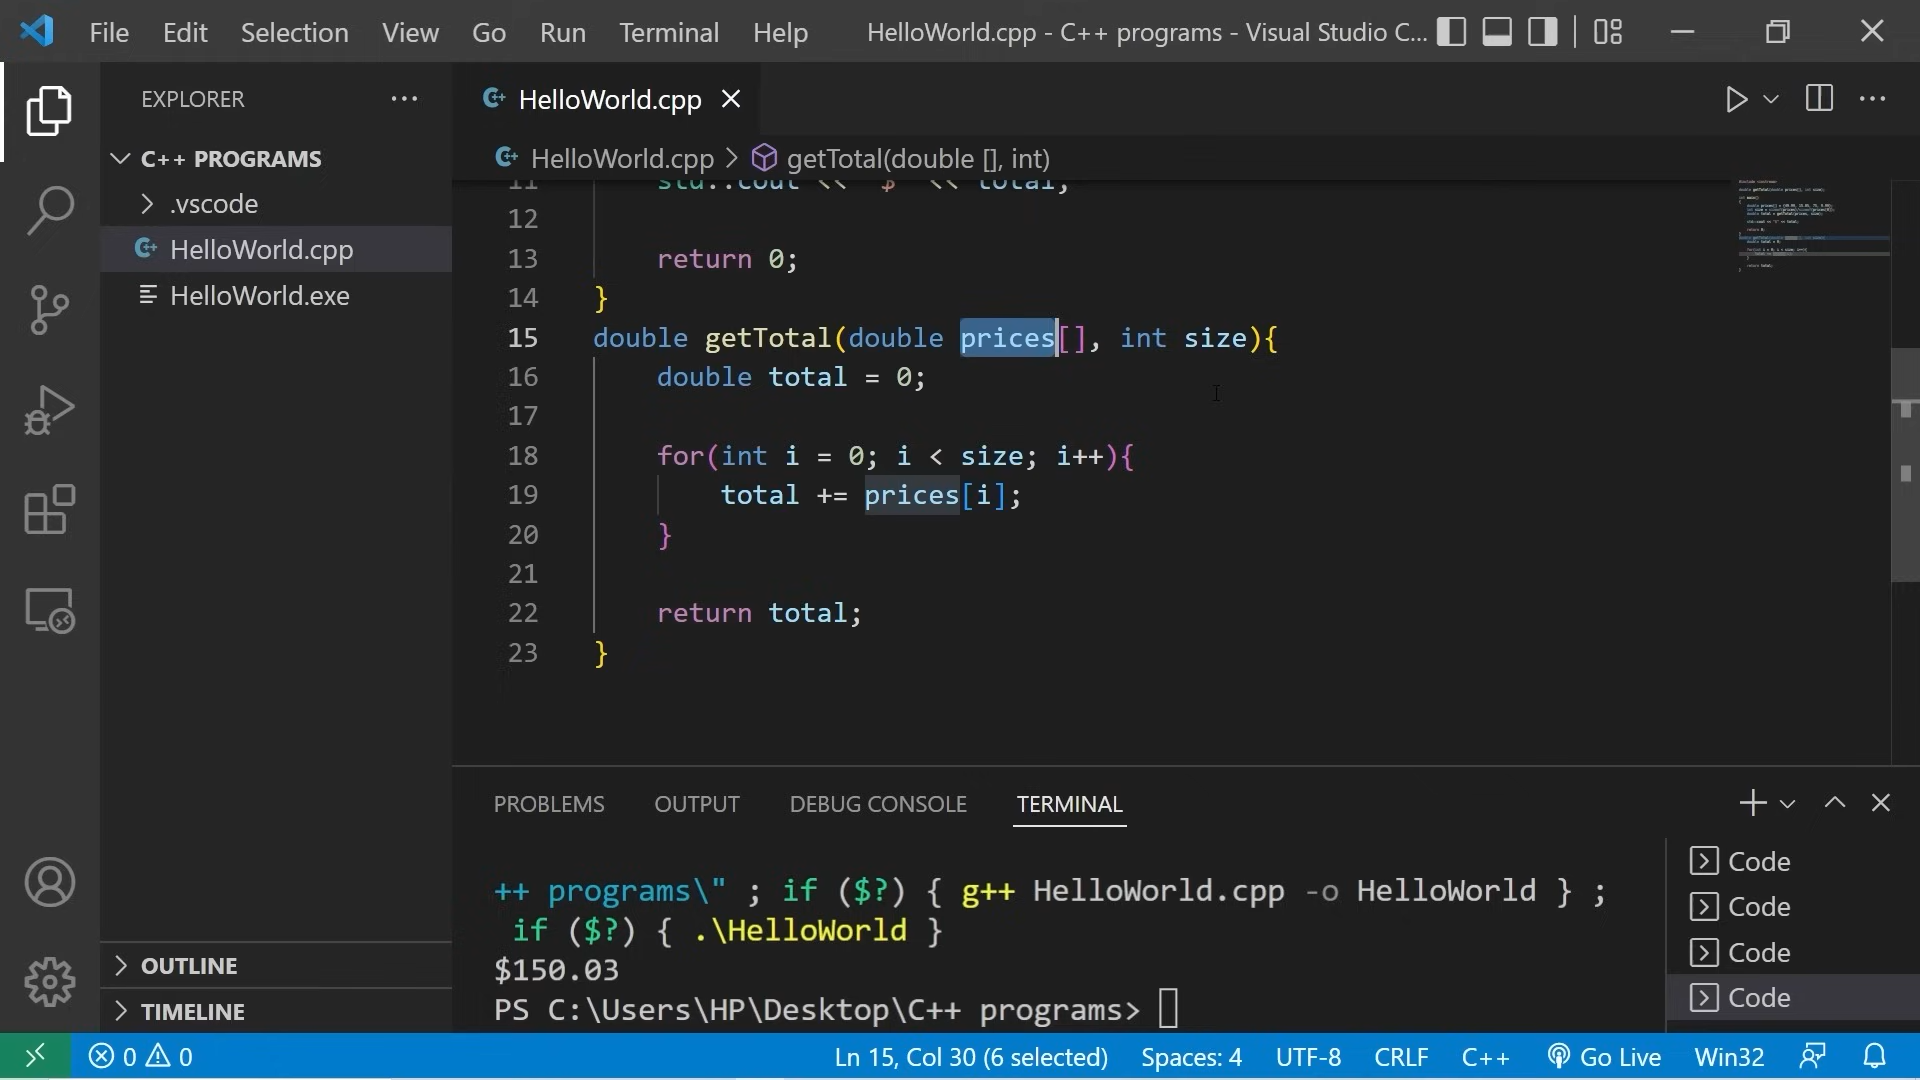 File Edit Selection View Go Run Terminal Help HelloWorld.cpp - C++ programs - Visual Studio C...
EXPLORER
C++ PROGRAMS
.vscode
HelloWorld.cpp
HelloWorld.exe
OUTLINE
TIMELINE
HelloWorld.cpp
HelloWorld.cpp > getTotal(double [], int)
11 std::cout << "$" << total;
12
13 return 0;
14 }
15 double getTotal(double prices[], int size){
16 double total = 0;
17
18 for(int i = 0; i < size; i++){
19 total += prices[i];
20 }
21
22 return total;
23 }
PROBLEMS OUTPUT DEBUG CONSOLE TERMINAL
++ programs\" ; if ($?) { g++ HelloWorld.cpp -o HelloWorld } ;
if ($?) { .\HelloWorld }
$150.03
PS C:\Users\HP\Desktop\C++ programs>
Code
Code
Code
Code
0 0 Ln 15, Col 30 (6 selected) Spaces: 4 UTF-8 CRLF C++ Go Live Win32